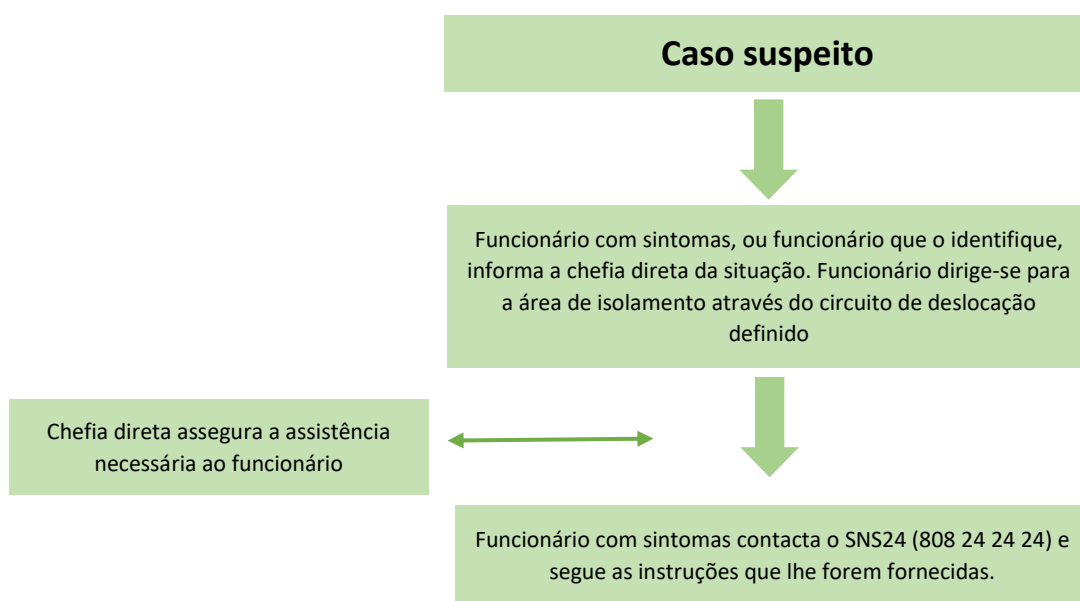 Caso suspeito
Funcionário com sintomas, ou funcionário que o identifique,
informa a chefia direta da situação. Funcionário dirige-se para
a área de isolamento através do circuito de deslocação
definido
Chefia direta assegura a assistência
necessária ao funcionário
Funcionário com sintomas contacta o SNS24 (808 24 24 24) e
segue as instruções que lhe forem fornecidas.